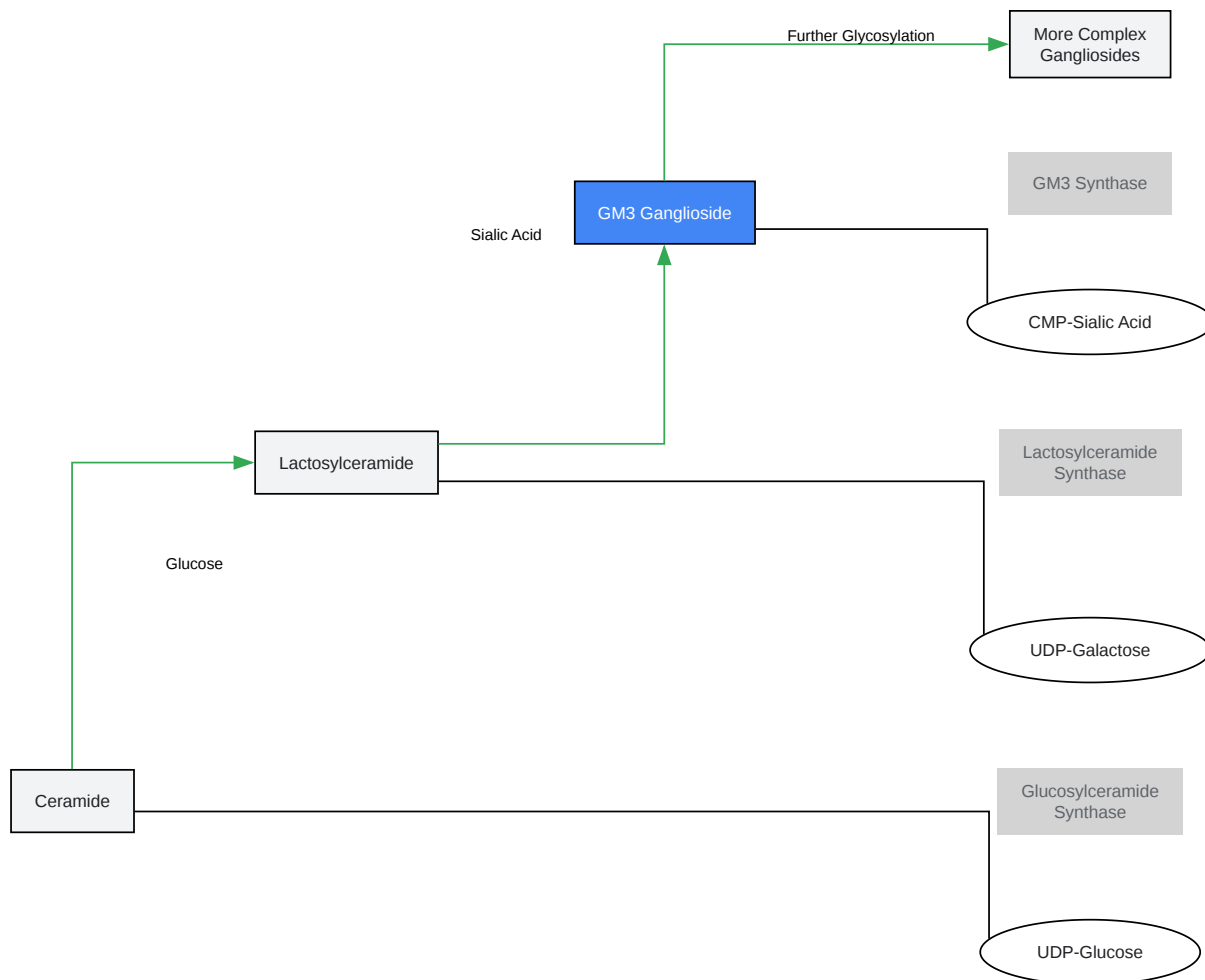 Further Glycosylation
More Complex
Gangliosides
GM3 Synthase
GM3 Ganglioside
Sialic Acid
CMP-Sialic Acid
Lactosylceramide
Synthase
Lactosylceramide
Glucose
UDP-Galactose
Glucosylceramide
Synthase
Ceramide
UDP-Glucose